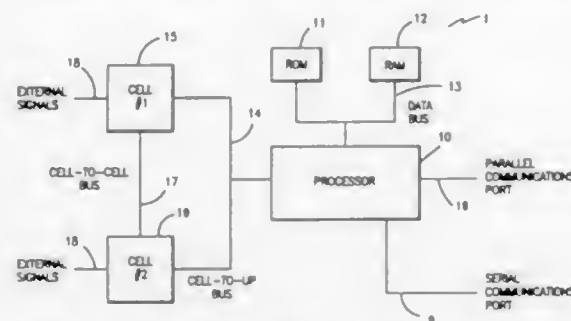 15
11
12
1
ROM
RAM
18
EXTERNAL
SIGNALS
CELL
#1
14
13
DATA
BUS
10
CELL-TO-CELL
BUS
17
PROCESSOR
PARALLEL
COMMUNICATIONS
PORT
19
18
18
EXTERNAL
SIGNALS
CELL
#2
CELL-TO-UP
BUS
SERIAL
COMMUNICATIONS
PORT